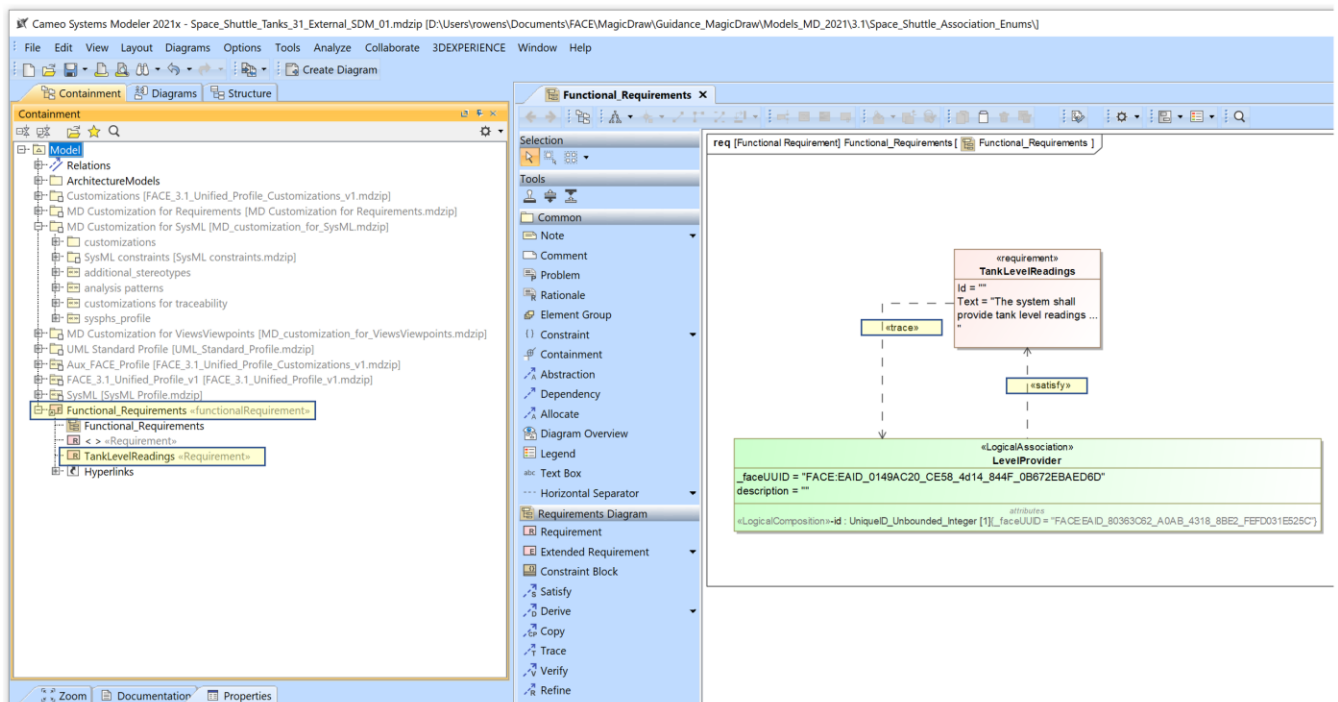 Cameo Systems Modeler 2021x - Space_Shuttle_Tanks_31_External_SDM_01.mdzip [D:\Users\rowens\Documents\FACE\MagicDraw\Guidance_MagicDraw\Models_MD_2021\3.1\Space_Shuttle_Association_Enums\]
File Edit View Layout Diagrams Options Tools Analyze Collaborate 3DEXPERIENCE Window Help
Create Diagram
Containment Diagrams Structure
Containment
Model
Relations
ArchitectureModels
Customizations [FACE_3.1_Unified_Profile_Customizations_v1.mdzip]
MD Customization for Requirements [MD Customization for Requirements.mdzip]
MD Customization for SysML [MD_customization_for_SysML.mdzip]
customizations
SysML constraints [SysML constraints.mdzip]
additional_stereotypes
analysis patterns
customizations for traceability
sysphs_profile
MD Customization for ViewsViewpoints [MD_customization_for_ViewsViewpoints.mdzip]
UML Standard Profile [UML_Standard_Profile.mdzip]
Aux_FACE_Profile [FACE_3.1_Unified_Profile_Customizations_v1.mdzip]
FACE_3.1_Unified_Profile_v1 [FACE_3.1_Unified_Profile_v1.mdzip]
SysML [SysML Profile.mdzip]
Functional_Requirements «functionalRequirement»
Functional_Requirements
< > «Requirement»
TankLevelReadings «Requirement»
Hyperlinks
Zoom Documentation Properties
Functional_Requirements
Selection
Tools
Common
Note
Comment
Problem
Rationale
Element Group
Constraint
Containment
Abstraction
Dependency
Allocate
Diagram Overview
Legend
Text Box
Horizontal Separator
Requirements Diagram
Requirement
Extended Requirement
Constraint Block
Satisfy
Derive
Copy
Trace
Verify
Refine
req [Functional Requirement] Functional_Requirements [ Functional_Requirements ]
«requirement»
TankLevelReadings
Id = ""
Text = "The system shall
provide tank level readings ...
"
«trace»
«satisfy»
«LogicalAssociation»
LevelProvider
_faceUUID = "FACE:EAID_0149AC20_CE58_4d14_844F_0B672EBAED6D"
description = ""
attributes
«LogicalComposition»-id : UniqueID_Unbounded_Integer [1]{_faceUUID = "FACE:EAID_80363C62_A0AB_4318_8BE2_FEFD031E525C"}